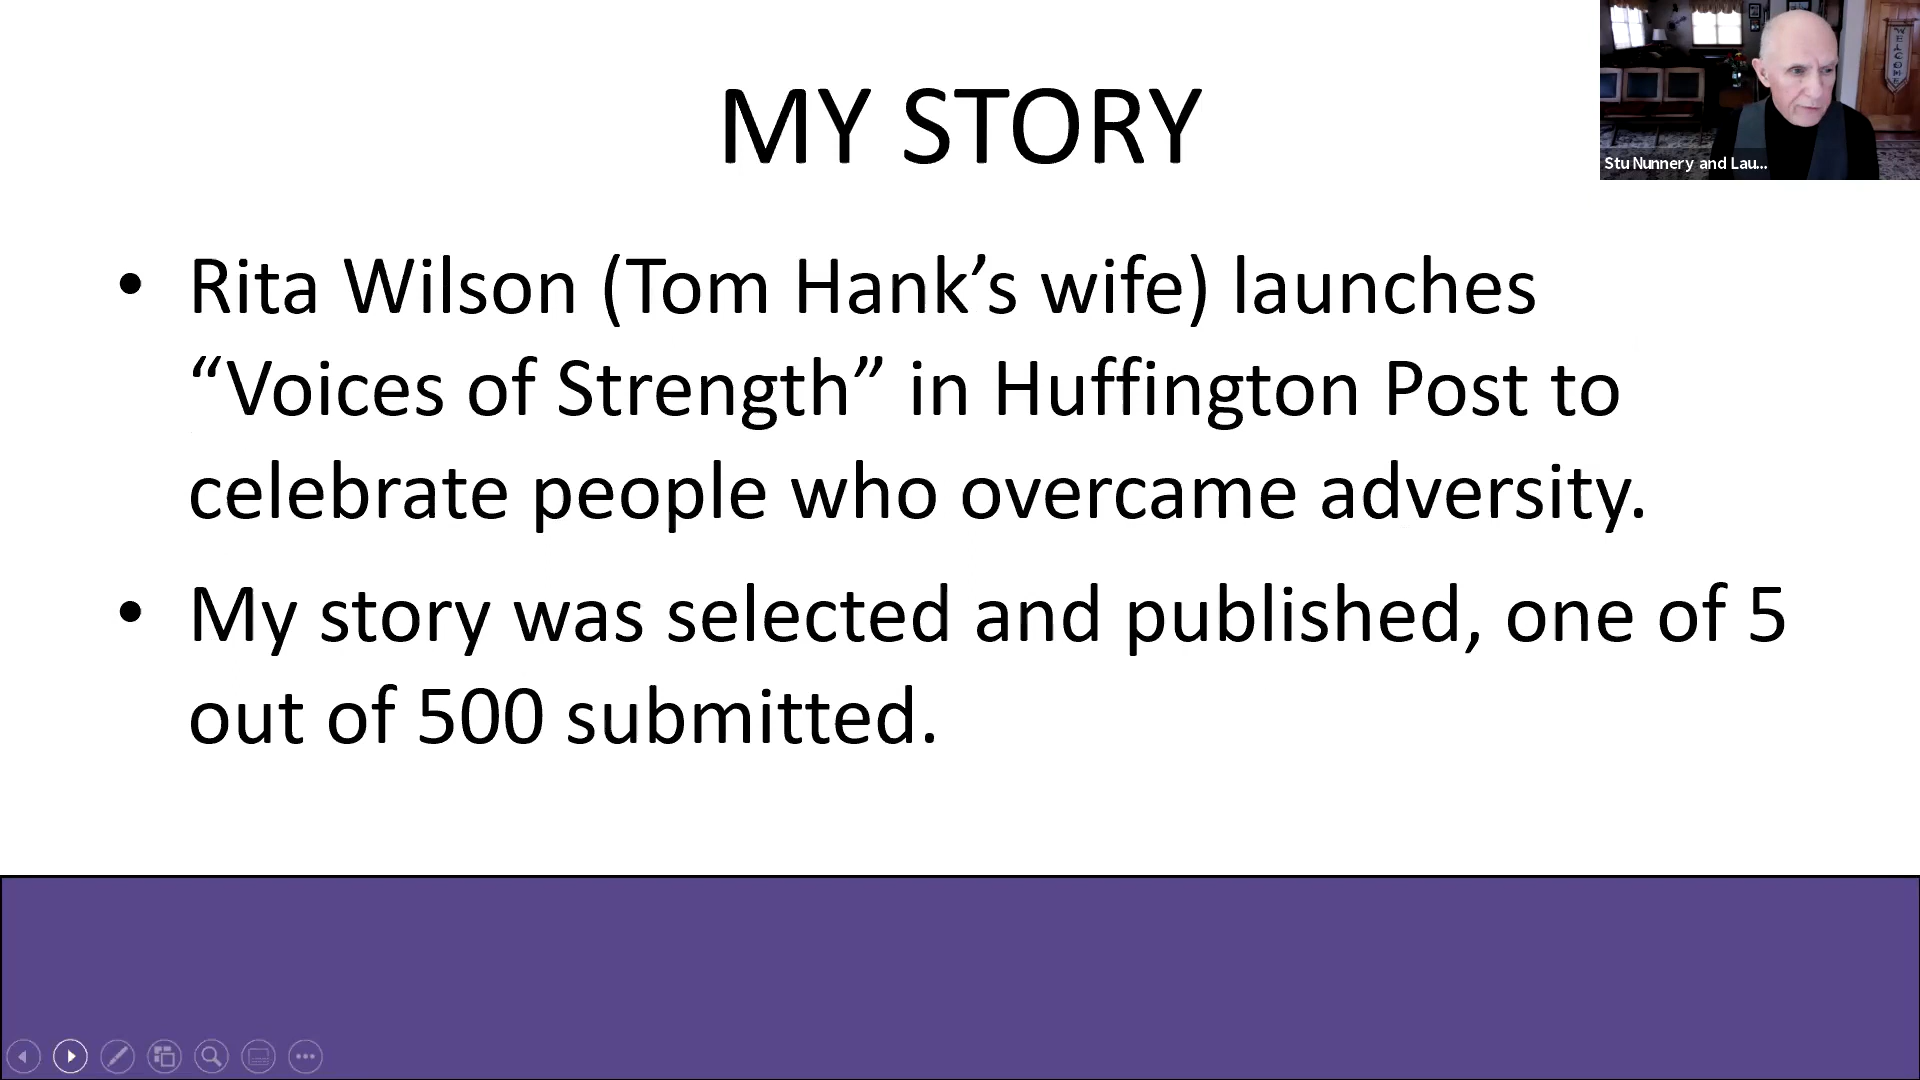 MY STORY
• Rita Wilson (Tom Hank’s wife) launches
“Voices of Strength” in Huffington Post to
celebrate people who overcame adversity.
• My story was selected and published, one of 5
out of 500 submitted.
WELCOME
Stu Nunnery and Lau...